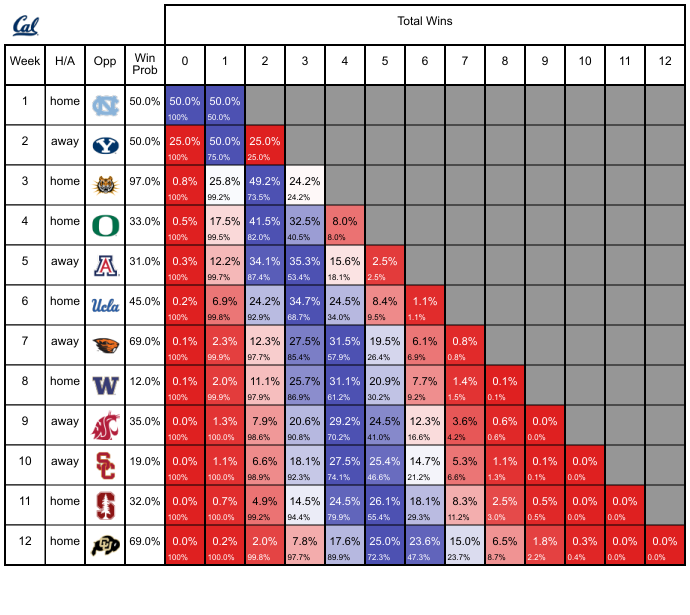 Cal
Total Wins
Week H/A Opp Win Prob 0 1 2 3 4 5 6 7 8 9 10 11 12
1 home NC 50.0% 50.0% 50.0%
100% 50.0%
2 away Y 50.0% 25.0% 50.0% 25.0%
100% 75.0% 25.0%
3 home 97.0% 0.8% 25.8% 49.2% 24.2%
100% 99.2% 73.5% 24.2%
4 home O 33.0% 0.5% 17.5% 41.5% 32.5% 8.0%
100% 99.5% 82.0% 40.5% 8.0%
5 away A 31.0% 0.3% 12.2% 34.1% 35.3% 15.6% 2.5%
100% 99.7% 87.4% 53.4% 18.1% 2.5%
6 home Ucla 45.0% 0.2% 6.9% 24.2% 34.7% 24.5% 8.4% 1.1%
100% 99.8% 92.9% 68.7% 34.0% 9.5% 1.1%
7 away 69.0% 0.1% 2.3% 12.3% 27.5% 31.5% 19.5% 6.1% 0.8%
100% 99.9% 97.7% 85.4% 57.9% 26.4% 6.9% 0.8%
8 home W 12.0% 0.1% 2.0% 11.1% 25.7% 31.1% 20.9% 7.7% 1.4% 0.1%
100% 99.9% 97.9% 86.9% 61.2% 30.2% 9.2% 1.5% 0.1%
9 away 35.0% 0.0% 1.3% 7.9% 20.6% 29.2% 24.5% 12.3% 3.6% 0.6% 0.0%
100% 100.0% 98.6% 90.8% 70.2% 41.0% 16.6% 4.2% 0.6% 0.0%
10 away SC 19.0% 0.0% 1.1% 6.6% 18.1% 27.5% 25.4% 14.7% 5.3% 1.1% 0.1% 0.0%
100% 100.0% 98.9% 92.3% 74.1% 46.6% 21.2% 6.6% 1.3% 0.1% 0.0%
11 home S 32.0% 0.0% 0.7% 4.9% 14.5% 24.5% 26.1% 18.1% 8.3% 2.5% 0.5% 0.0% 0.0%
100% 100.0% 99.2% 94.4% 79.9% 55.4% 29.3% 11.2% 3.0% 0.5% 0.0% 0.0%
12 home CU 69.0% 0.0% 0.2% 2.0% 7.8% 17.6% 25.0% 23.6% 15.0% 6.5% 1.8% 0.3% 0.0% 0.0%
100% 100.0% 99.8% 97.7% 89.9% 72.3% 47.3% 23.7% 8.7% 2.2% 0.4% 0.0% 0.0%